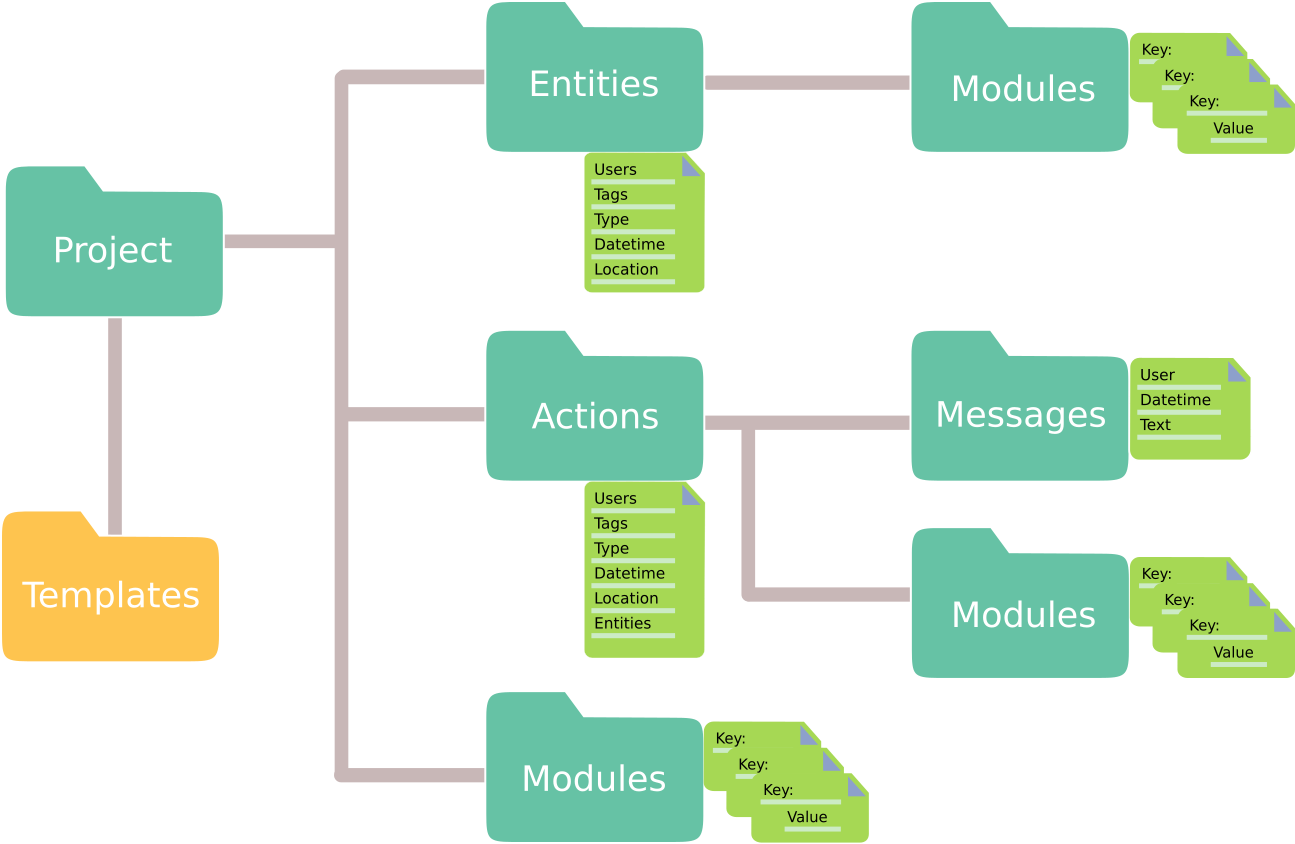 Entities
Modules
Key:
Key:
Key:
Value
Users
Tags
Type
Datetime
Location
Project
Actions
Messages
User
Datetime
Text
Users
Tags
Type
Datetime
Location
Entities
Templates
Modules
Key:
Key:
Key:
Value
Modules
Key:
Key:
Key:
Value